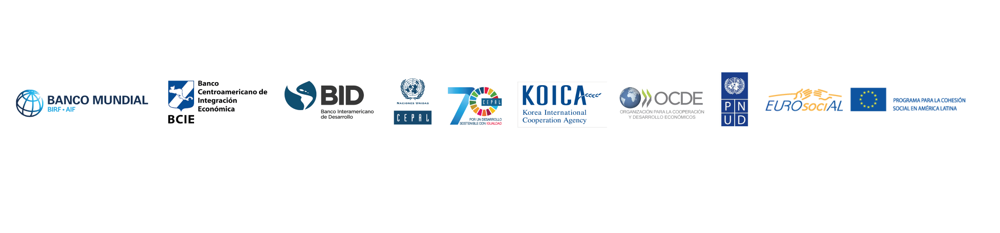 BANCO MUNDIAL
BIRF • AIF
Banco
Centroamericano de
Integración
Económica
BCIE
BID
Banco Interamericano
de Desarrollo
NACIONES UNIDAS
CEPAL
70
CEPAL
POR UN DESARROLLO
SOSTENIBLE CON IGUALDAD
KOICA
Korea International
Cooperation Agency
OCDE
ORGANIZACIÓN PARA LA COOPERACIÓN
Y DESARROLLO ECONÓMICOS
PN
UD
EUROsociAL
PROGRAMA PARA LA COHESIÓN
SOCIAL EN AMÉRICA LATINA